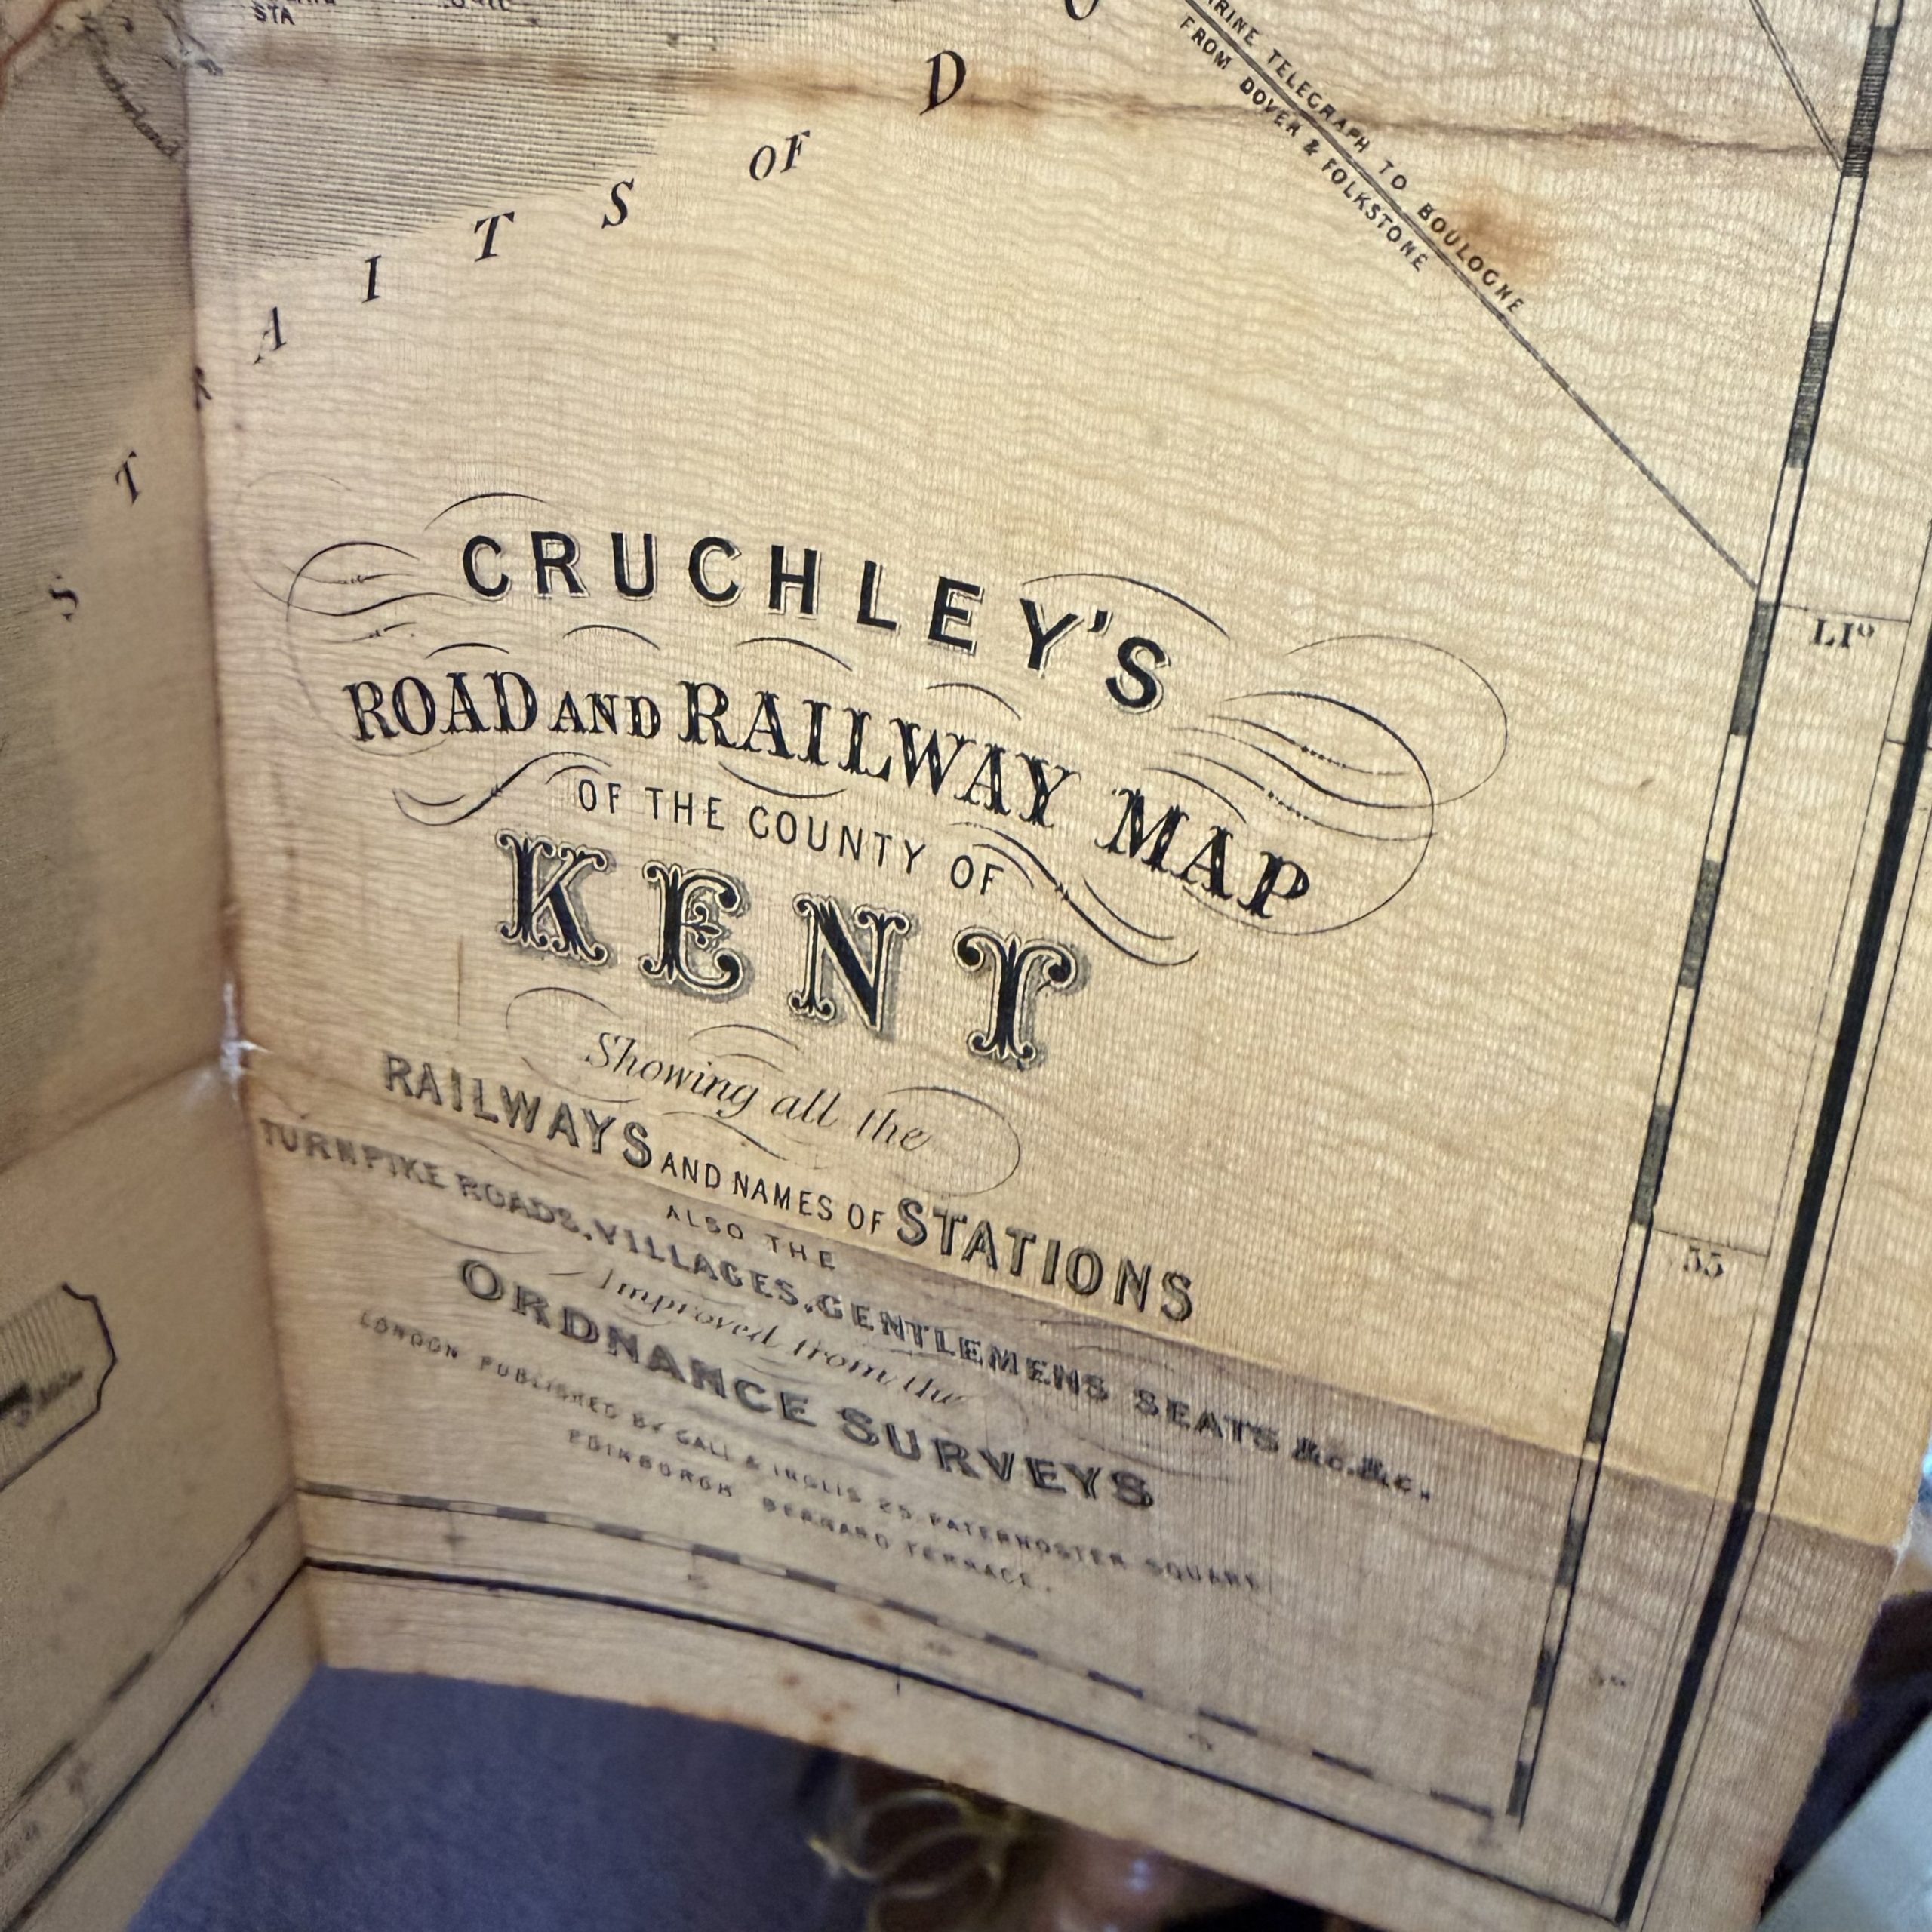 STA
RINE TELEGRAPH TO BOULOGNE
FROM DOVER & FOLKSTONE
STRAITS OF D
CRUCHLEY'S
ROAD AND RAILWAY MAP
OF THE COUNTY OF
KENT
Showing all the
RAILWAYS AND NAMES OF STATIONS
ALSO THE
TURNPIKE ROADS, VILLAGES, GENTLEMENS SEATS &c. &c.
Improved from the
ORDNANCE SURVEYS
LONDON PUBLISHED BY GALL & INGLIS 25 PATERNOSTER SQUARE
EDINBURGH BERNARD TERRACE.
LI°
55